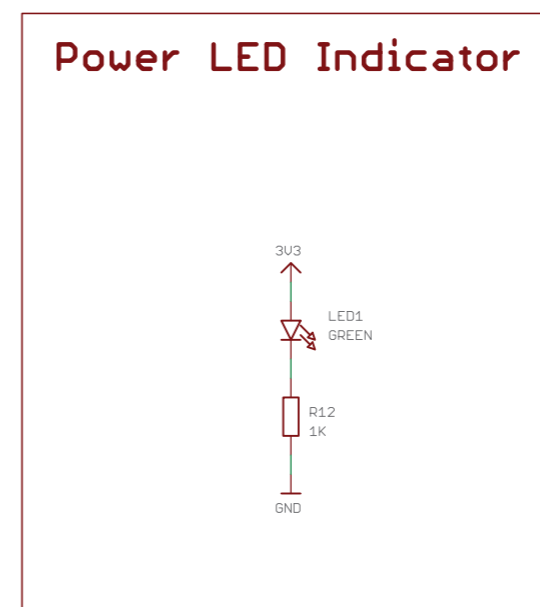 Power LED Indicator
3V3
LED1
GREEN
R12
1K
GND